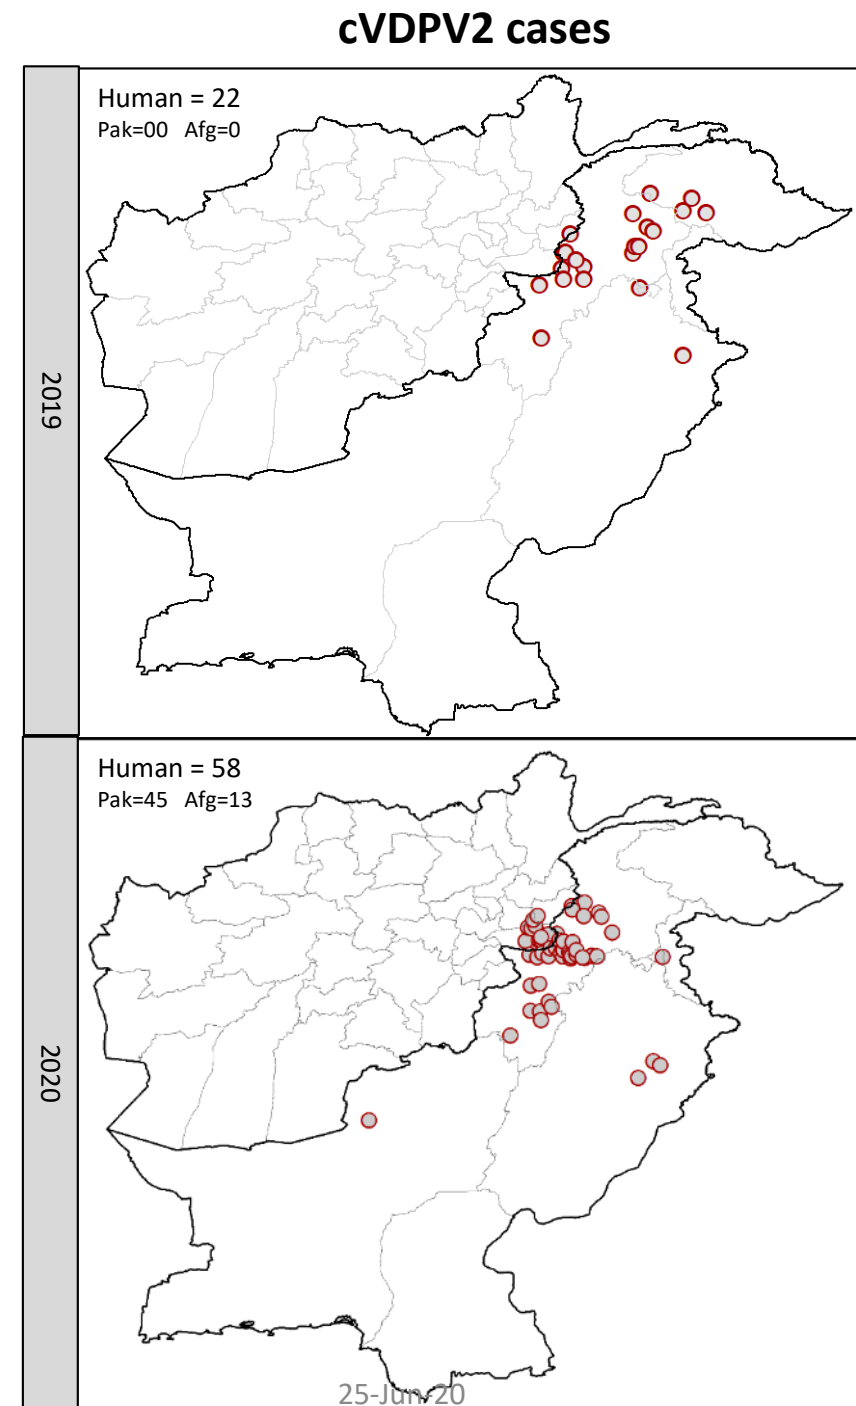 cVDPV2 cases
2019
Human = 22
Pak=00 Afg=0
2020
Human = 58
Pak=45 Afg=13
25-Jun-20